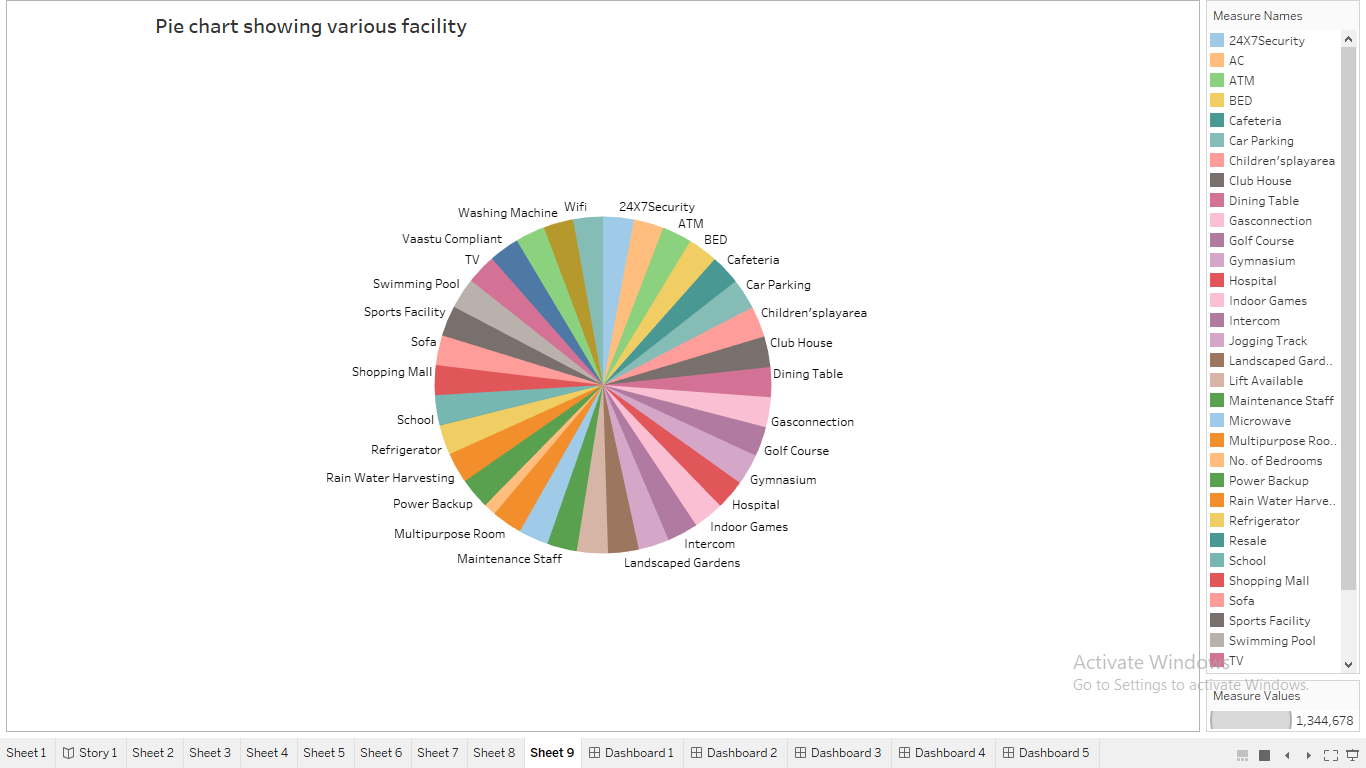 Pie chart showing various facility
Wifi
24X7Security
Washing Machine
ATM
Vaastu Compliant
BED
TV
Cafeteria
Swimming Pool
Car Parking
Sports Facility
Children'splayarea
Sofa
Club House
Shopping Mall
Dining Table
School
Gasconnection
Refrigerator
Golf Course
Rain Water Harvesting
Gymnasium
Power Backup
Hospital
Multipurpose Room
Indoor Games
Intercom
Maintenance Staff
Landscaped Gardens
Measure Names
24X7Security
AC
ATM
BED
Cafeteria
Car Parking
Children'splayarea
Club House
Dining Table
Gasconnection
Golf Course
Gymnasium
Hospital
Indoor Games
Intercom
Jogging Track
Landscaped Gard..
Lift Available
Maintenance Staff
Microwave
Multipurpose Roo..
No. of Bedrooms
Power Backup
Rain Water Harve..
Refrigerator
Resale
School
Shopping Mall
Sofa
Sports Facility
Swimming Pool
TV
Activate Windows
Go to Settings to activate Windows.
Measure Values
1,344,678
Sheet 1 Story 1 Sheet 2 Sheet 3 Sheet 4 Sheet 5 Sheet 6 Sheet 7 Sheet 8 Sheet 9 Dashboard 1 Dashboard 2 Dashboard 3 Dashboard 4 Dashboard 5